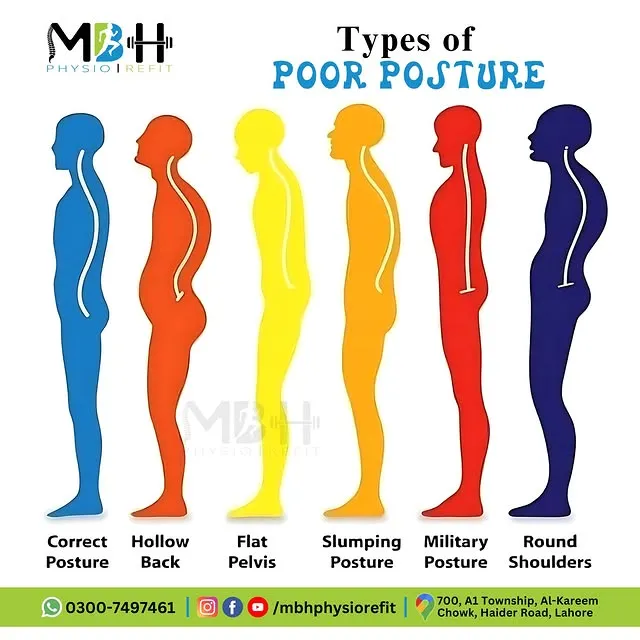 MBH
PHYSIO | REFIT
Types of
POOR POSTURE
MBH
PHYSIO | REFIT
Correct
Posture
Hollow
Back
Flat
Pelvis
Slumping
Posture
Military
Posture
Round
Shoulders
0300-7497461 | /mbhphysiorefit | 700, A1 Township, Al-Kareem
Chowk, Haider Road, Lahore